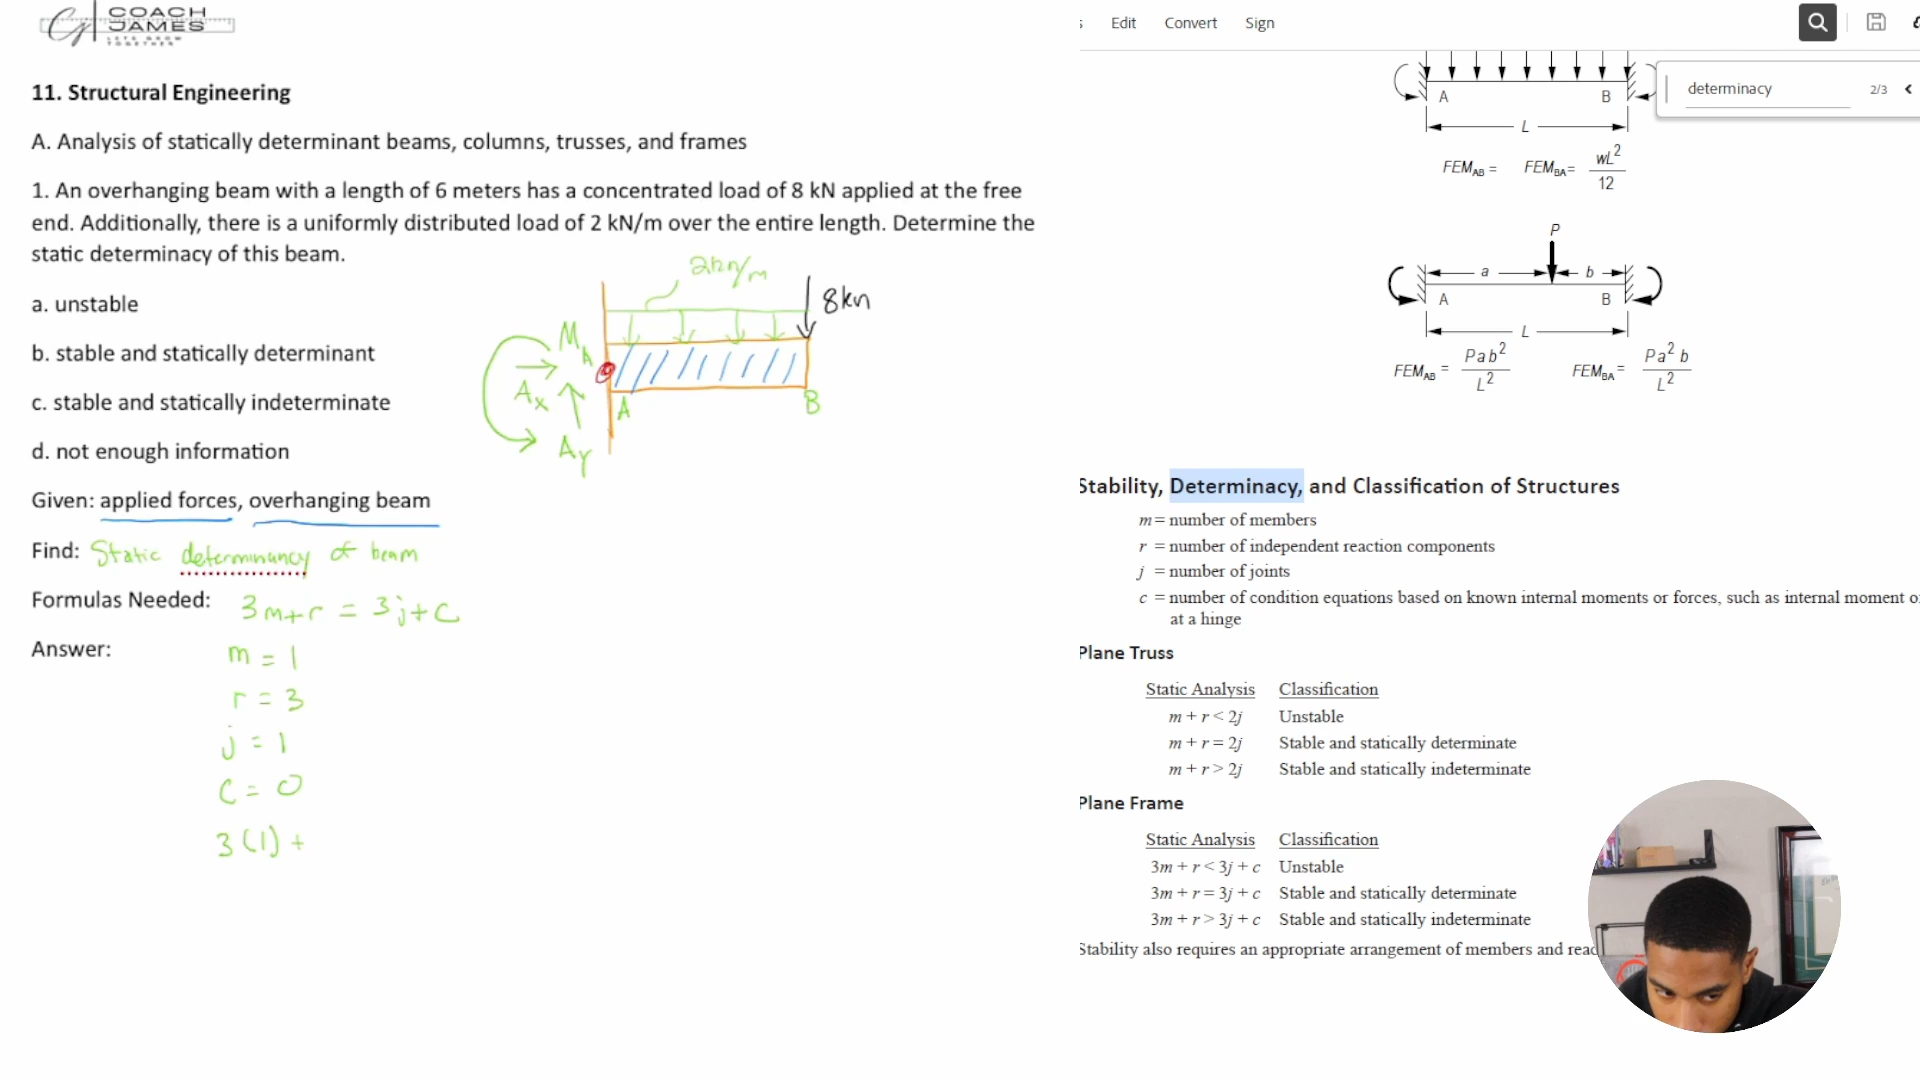 COACH
JAMES
LETS GROW
TOGETHER
11. Structural Engineering
A. Analysis of statically determinant beams, columns, trusses, and frames
1. An overhanging beam with a length of 6 meters has a concentrated load of 8 kN applied at the free
end. Additionally, there is a uniformly distributed load of 2 kN/m over the entire length. Determine the
static determinacy of this beam.
a. unstable
b. stable and statically determinant
c. stable and statically indeterminate
d. not enough information
2kn/m
8kn
MA
Ax
Ay
A
B
Given: applied forces, overhanging beam
Find: Static determinancy of beam
Formulas Needed: 3m+r = 3j+c
Answer:
m = 1
r = 3
j = 1
c = 0
3(1) +
Edit Convert Sign
determinacy 2/3
A B
L
FEMAB = FEMBA = wL²/12
P
a b
A B
L
FEMAB = Pab²/L² FEMBA = Pa²b/L²
Stability, Determinacy, and Classification of Structures
m = number of members
r = number of independent reaction components
j = number of joints
c = number of condition equations based on known internal moments or forces, such as internal moment o
at a hinge
Plane Truss
Static Analysis Classification
m + r < 2j Unstable
m + r = 2j Stable and statically determinate
m + r > 2j Stable and statically indeterminate
Plane Frame
Static Analysis Classification
3m + r < 3j + c Unstable
3m + r = 3j + c Stable and statically determinate
3m + r > 3j + c Stable and statically indeterminate
Stability also requires an appropriate arrangement of members and reac